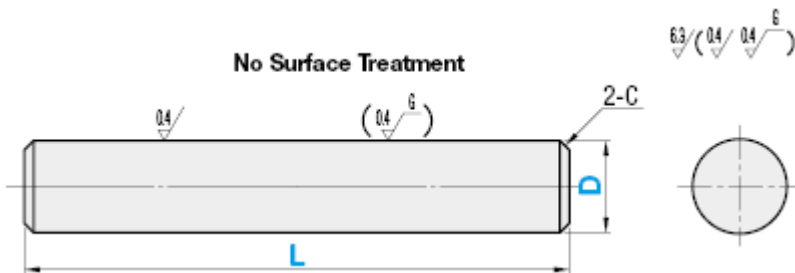 6.3 ( 0.4 0.4 G )
No Surface Treatment
0.4
( 0.4 G )
2-C
D
L